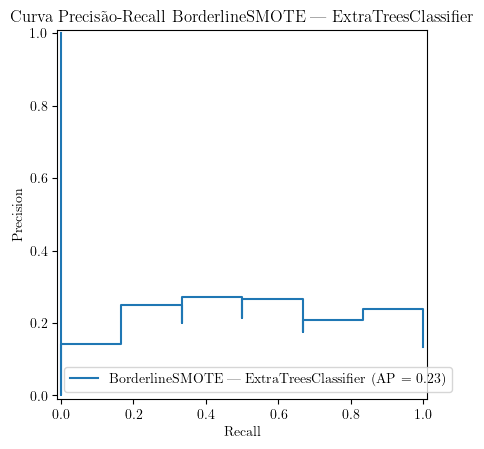 Curva Precisão-Recall BorderlineSMOTE — ExtraTreesClassifier
1.0
0.8
0.6
0.4
0.2
0.0
Precision
BorderlineSMOTE — ExtraTreesClassifier (AP = 0.23)
0.0 0.2 0.4 0.6 0.8 1.0
Recall